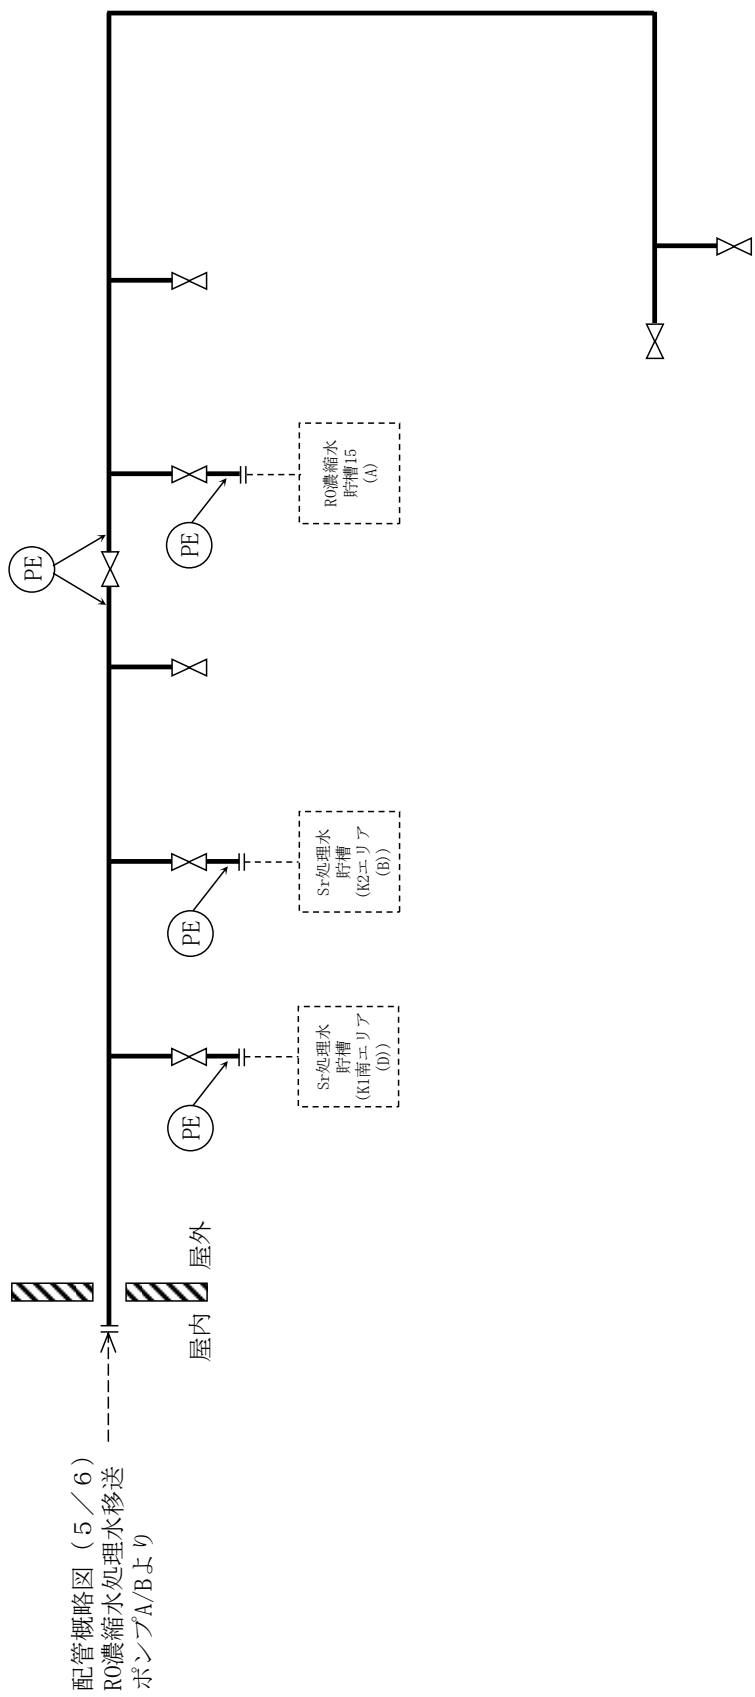 配管概略図（５／６）
RO濃縮水処理水移送
ポンプA/Bより
屋内
屋外
PE
Sr処理水
貯槽
(K1南エリア
(D))
PE
Sr処理水
貯槽
(K2エリア
(B))
PE
PE
RO濃縮水
貯槽15
(A)